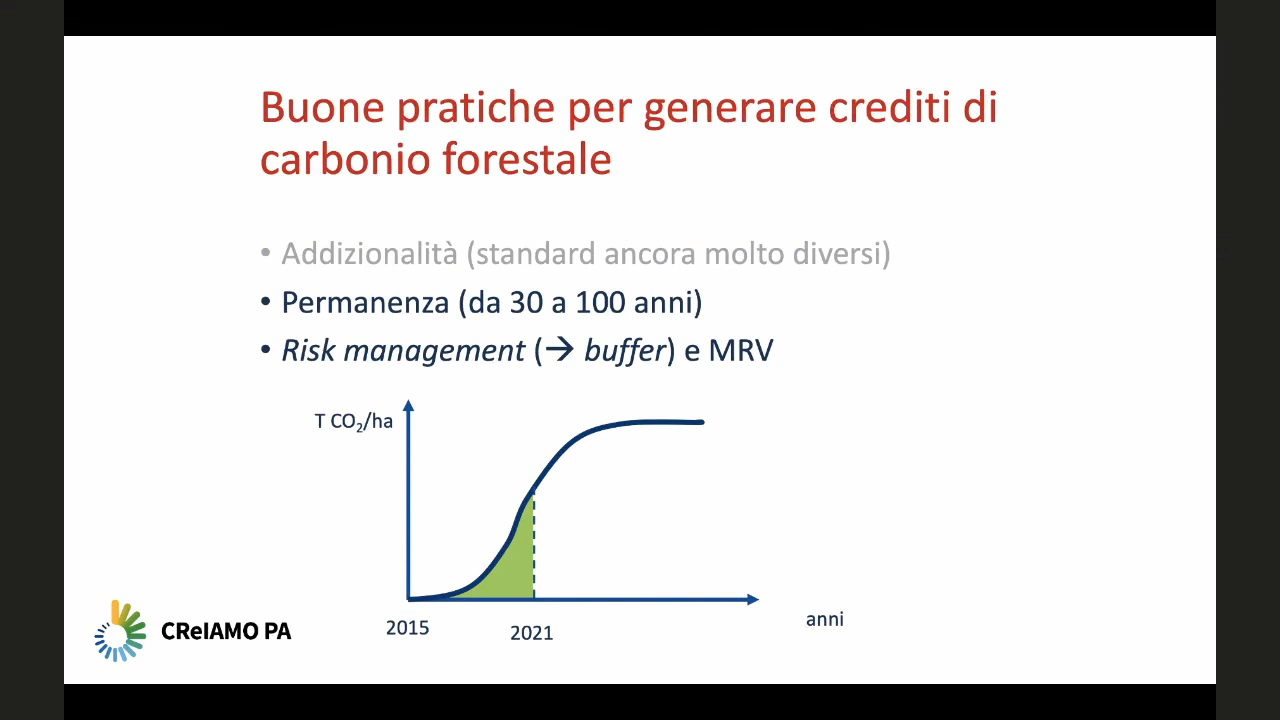 Buone pratiche per generare crediti di
carbonio forestale
• Addizionalità (standard ancora molto diversi)
• Permanenza (da 30 a 100 anni)
• Risk management (→ buffer) e MRV
T CO₂/ha
2015
2021
anni
CReIAMO PA